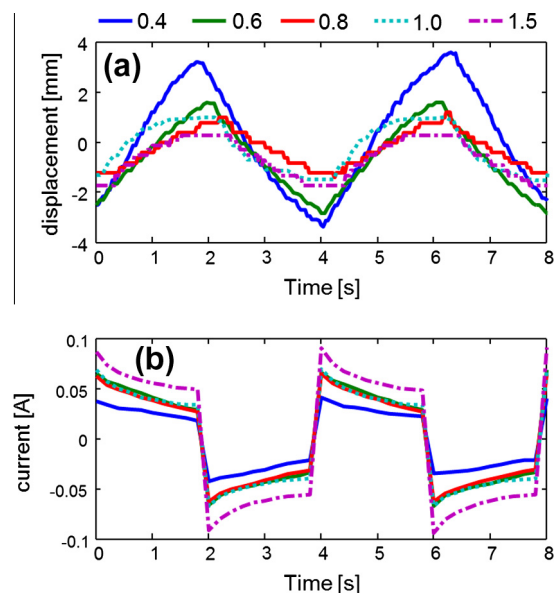 0.4 0.6 0.8 1.0 1.5
(a)
displacement [mm]
4
2
0
-2
-4
0 1 2 3 4 5 6 7 8
Time [s]
(b)
current [A]
0.1
0.05
0
-0.05
-0.1
0 1 2 3 4 5 6 7 8
Time [s]